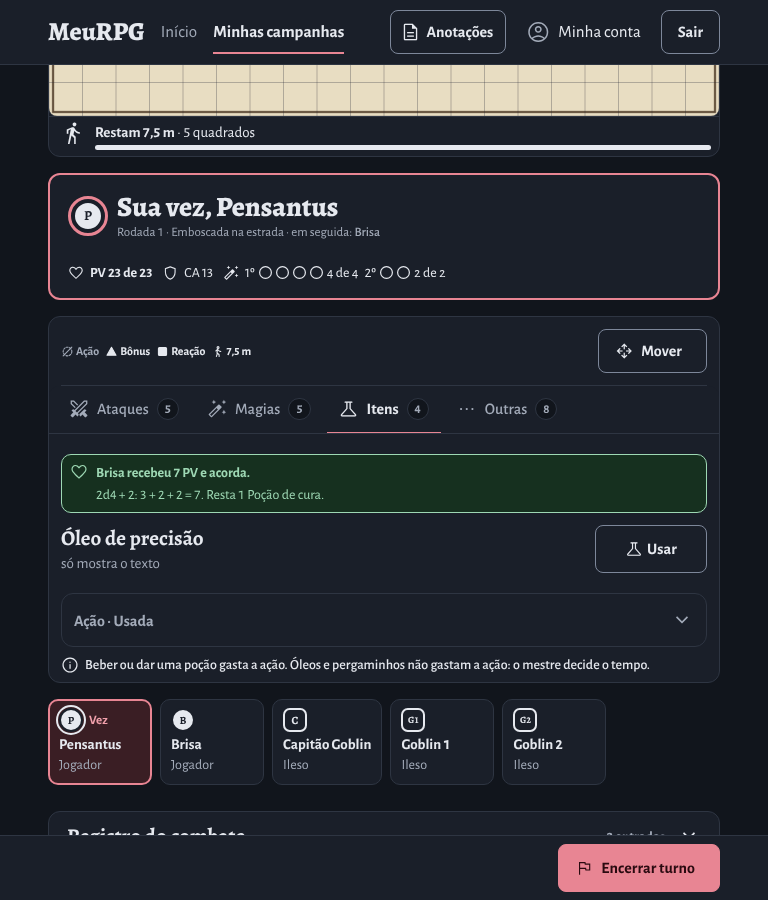 MeuRPG Início Minhas campanhas Anotações Minha conta Sair
Restam 7,5 m · 5 quadrados
P
Sua vez, Pensantus
Rodada 1 · Emboscada na estrada · em seguida: Brisa
PV 23 de 23 CA 13 1º 4 de 4 2º 2 de 2
Ação Bônus Reação 7,5 m Mover
Ataques 5 Magias 5 Itens 4 Outras 8
Brisa recebeu 7 PV e acorda.
2d4 + 2: 3 + 2 + 2 = 7. Resta 1 Poção de cura.
Óleo de precisão
só mostra o texto
Usar
Ação · Usada
Beber ou dar uma poção gasta a ação. Óleos e pergaminhos não gastam a ação: o mestre decide o tempo.
P Vez
Pensantus
Jogador
B
Brisa
Jogador
C
Capitão Goblin
Ileso
G1
Goblin 1
Ileso
G2
Goblin 2
Ileso
Registro do combate
Encerrar turno